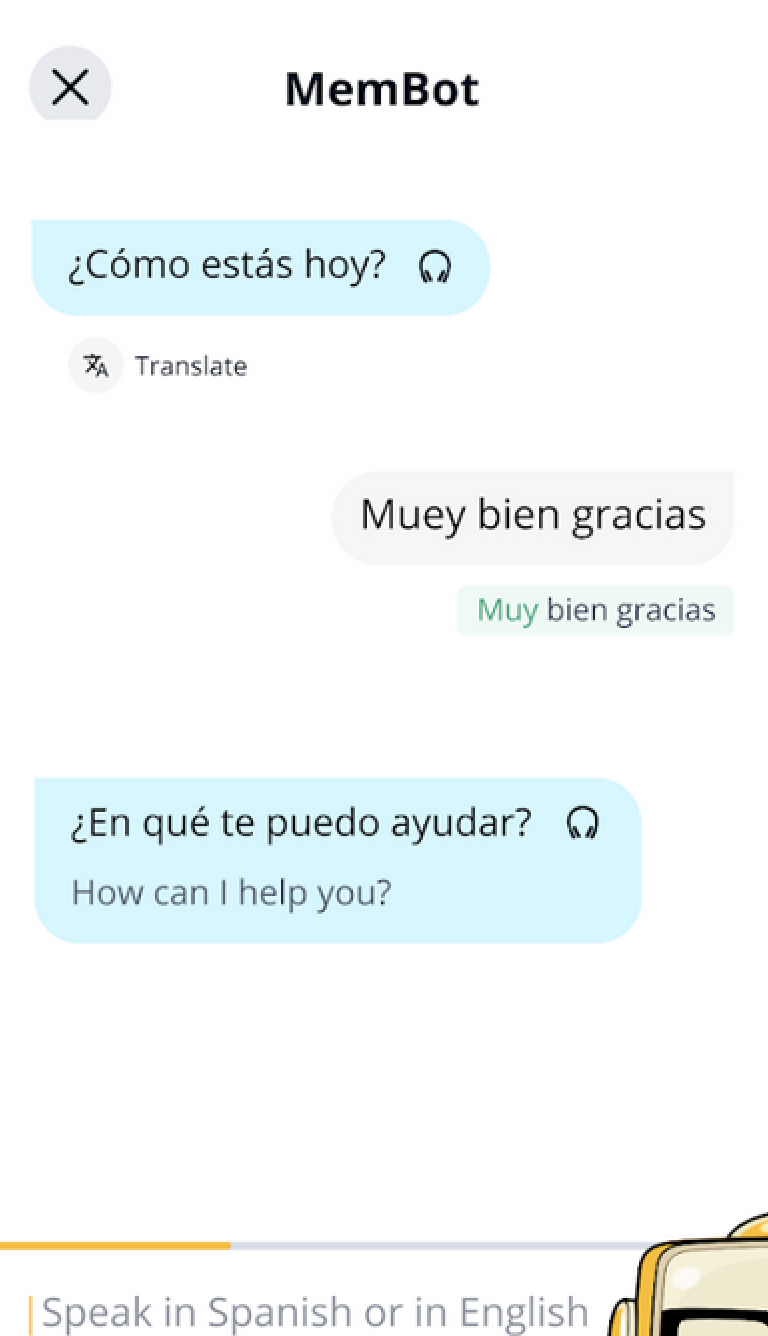 MemBot
¿Cómo estás hoy?
Translate
Muey bien gracias
Muy bien gracias
¿En qué te puedo ayudar?
How can I help you?
Speak in Spanish or in English